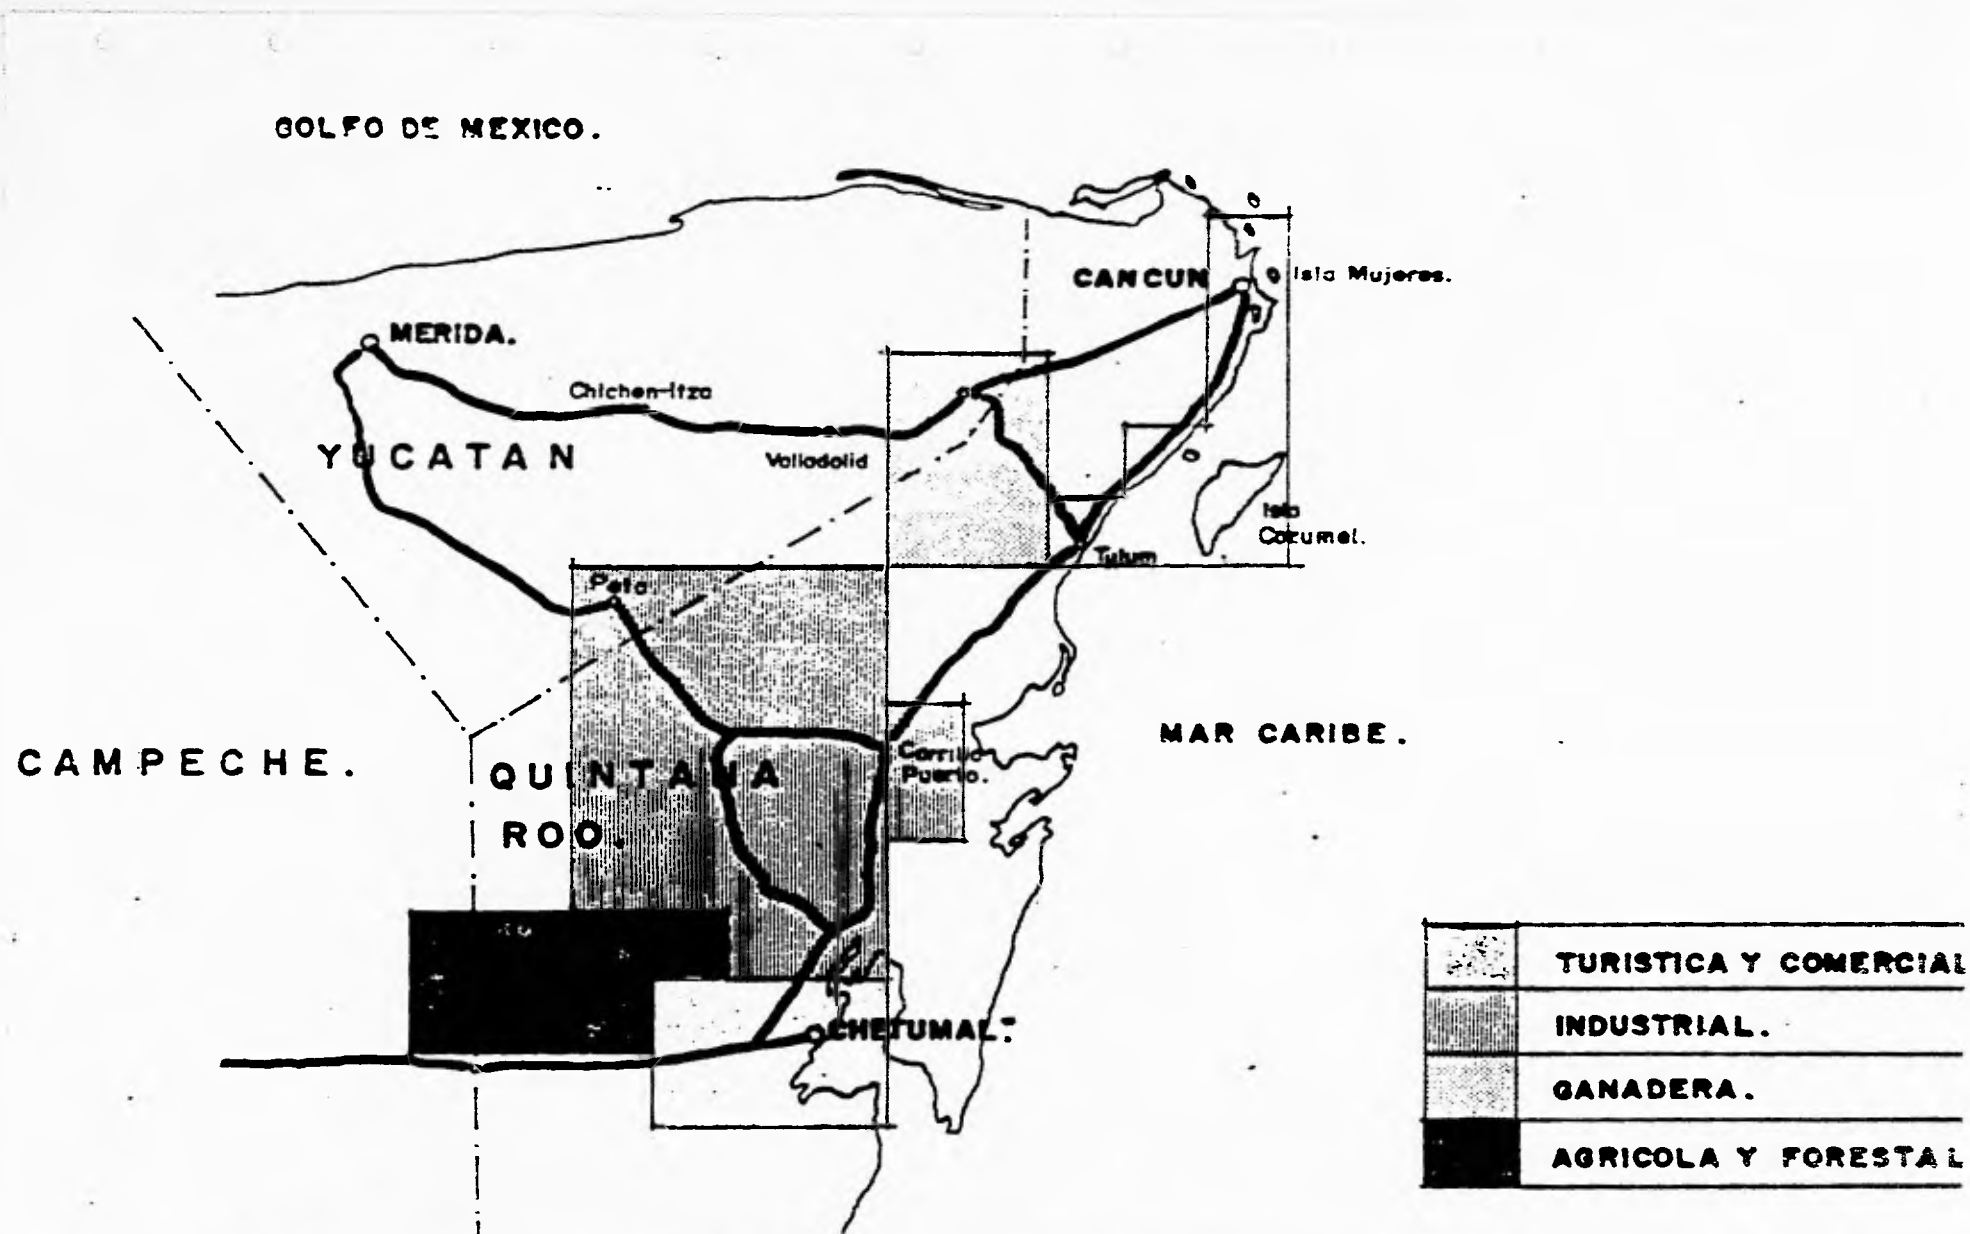 GOLFO DE MEXICO.
CANCUN
Isla Mujeres.
MERIDA.
Chichen-Itza
YUCATAN
Valladolid
Isla
Cozumel.
Tulum
Peto
MAR CARIBE.
CAMPECHE.
QUINTANA
ROO.
Carrillo
Puerto.
CHETUMAL.
TURISTICA Y COMERCIAL
INDUSTRIAL.
GANADERA.
AGRICOLA Y FORESTAL